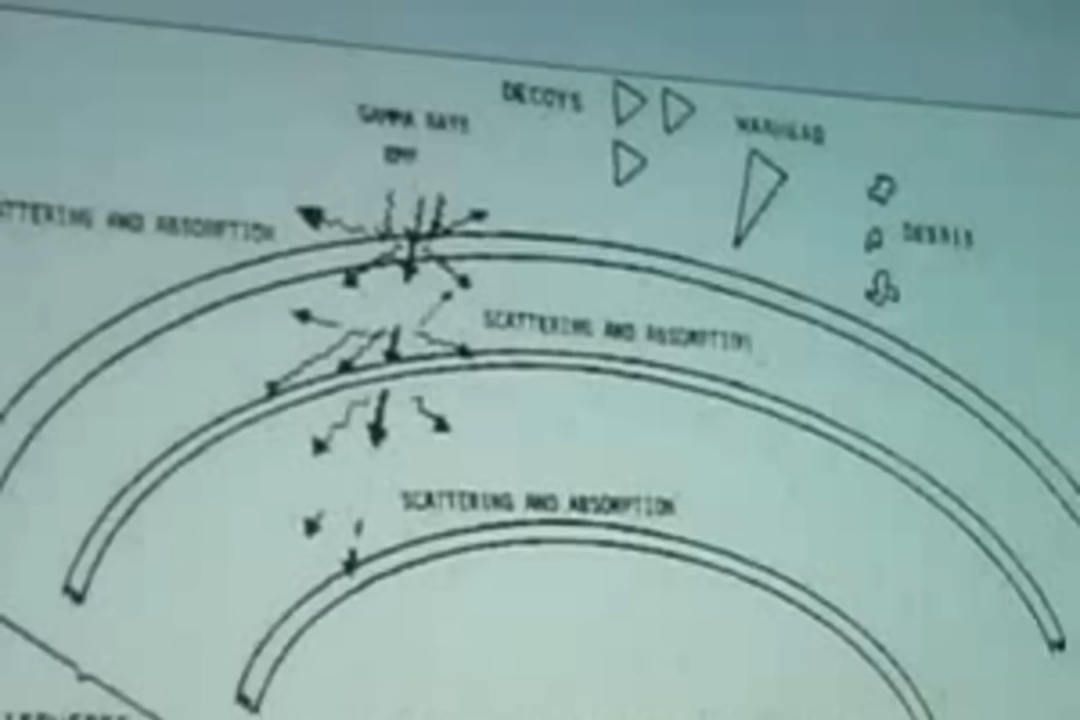 DECOYS
GAMMA RAYS
EMP
WARHEAD
SCATTERING AND ABSORPTION
DEBRIS
SCATTERING AND ABSORPTION
SCATTERING AND ABSORPTION